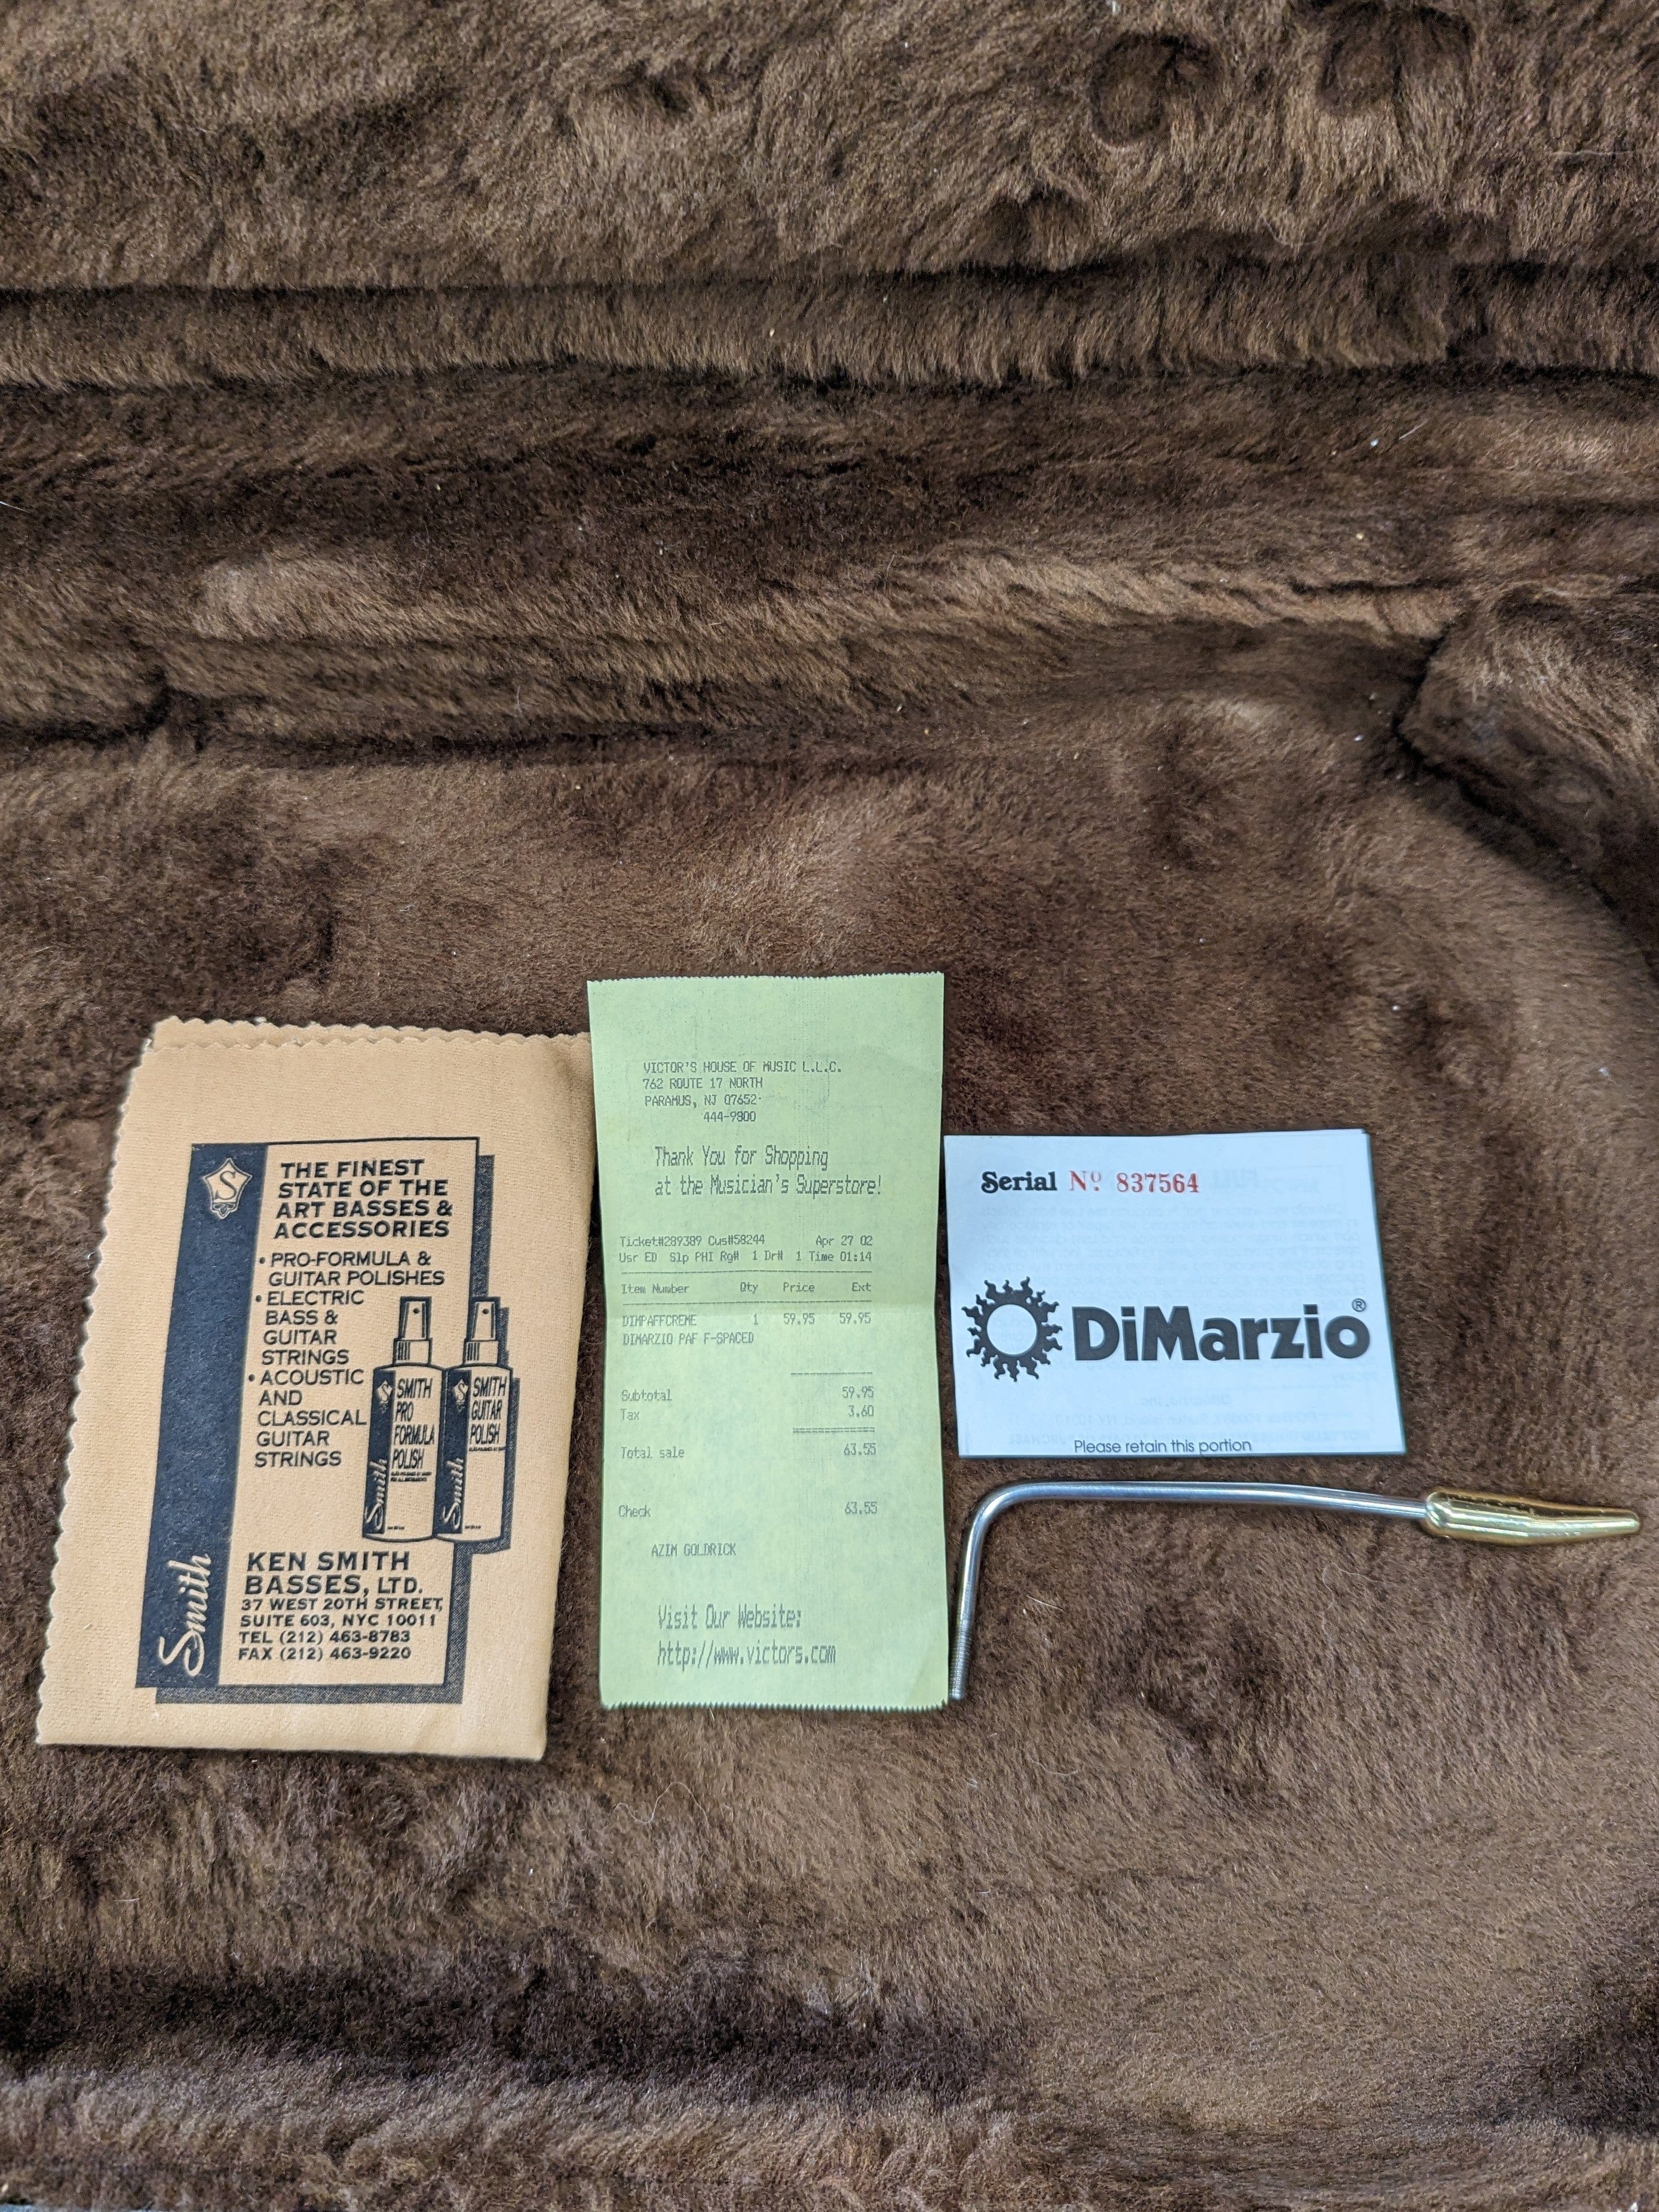 S
THE FINEST
STATE OF THE
ART BASSES &
ACCESSORIES
• PRO-FORMULA &
GUITAR POLISHES
• ELECTRIC
BASS &
GUITAR
STRINGS
• ACOUSTIC
AND
CLASSICAL
GUITAR
STRINGS
SMITH
PRO
FORMULA
POLISH
Smith
SMITH
GUITAR
POLISH
Smith
KEN SMITH
BASSES, LTD.
37 WEST 20TH STREET,
SUITE 603, NYC 10011
TEL (212) 463-8783
FAX (212) 463-9220
Smith
VICTOR'S HOUSE OF MUSIC L.L.C.
762 ROUTE 17 NORTH
PARAMUS, NJ 07652
444-9800
Thank You for Shopping
at the Musician's Superstore!
Ticket#289389 Cus#58244 Apr 27 02
Usr ED Slp PHI Rg# 1 Dr# 1 Time 01:14
Item Number Qty Price Ext
DIMPAFFCREME 1 59.95 59.95
DIMARZIO PAF F-SPACED
Subtotal 59.95
Tax 3.60
Total sale 63.55
Check 63.55
AZIM GOLDRICK
Visit Our Website:
http://www.victors.com
Serial Nº 837564
DiMarzio®
Please retain this portion